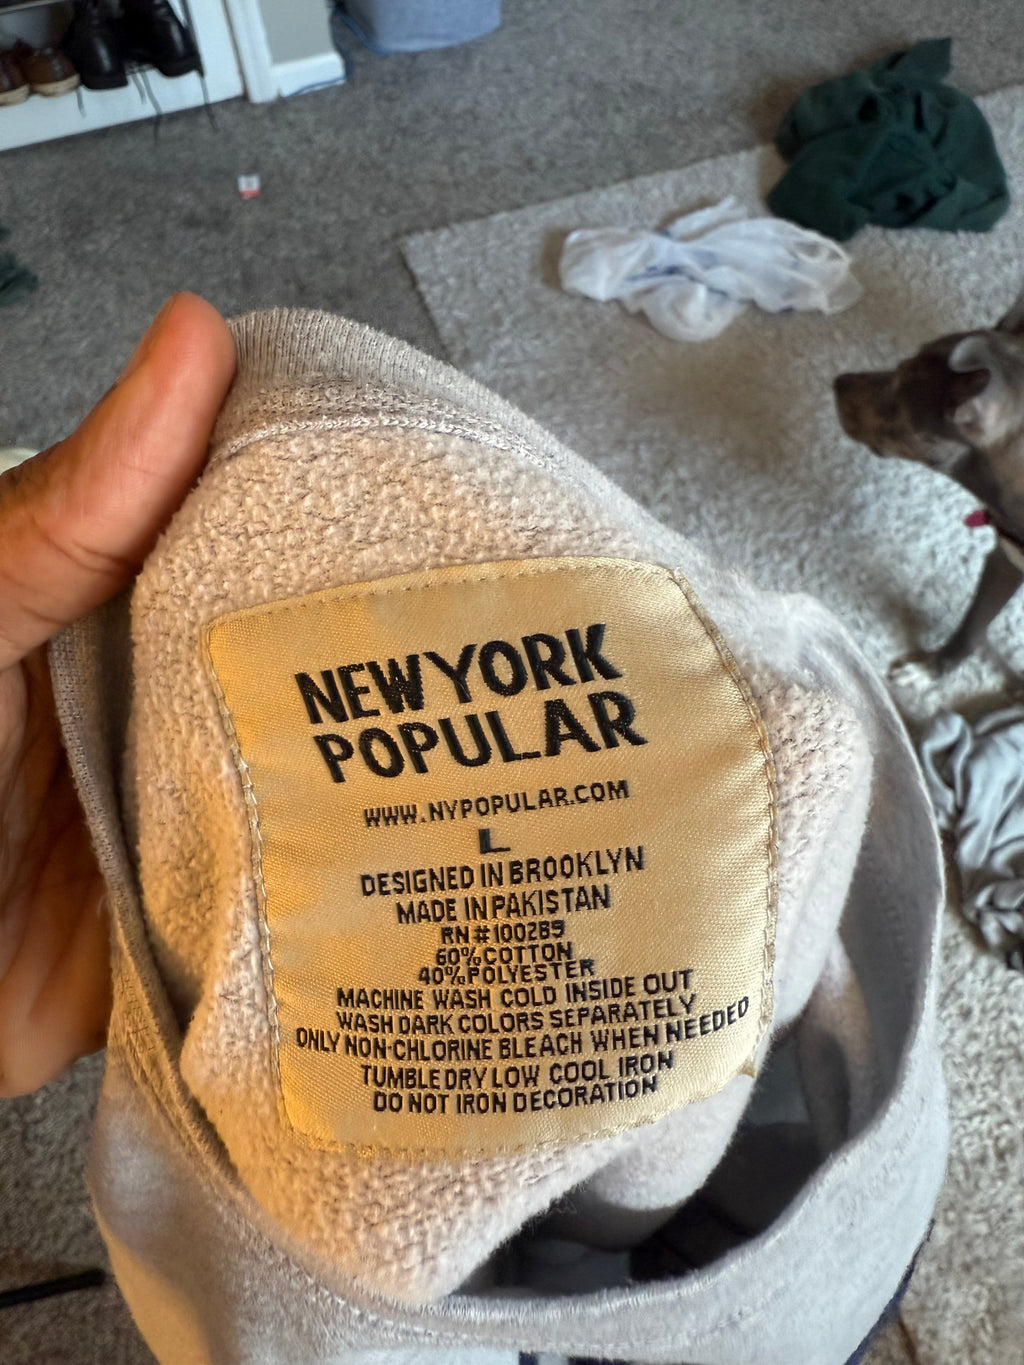 NEW YORK
POPULAR
WWW.NYPOPULAR.COM
L
DESIGNED IN BROOKLYN
MADE IN PAKISTAN
RN #100289
60% COTTON
40% POLYESTER
MACHINE WASH COLD INSIDE OUT
WASH DARK COLORS SEPARATELY
ONLY NON-CHLORINE BLEACH WHEN NEEDED
TUMBLE DRY LOW COOL IRON
DO NOT IRON DECORATION